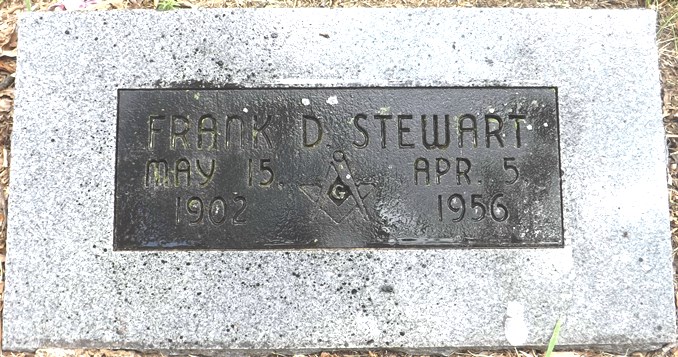 FRANK D. STEWART
MAY 15, APR. 5
1902 G 1956